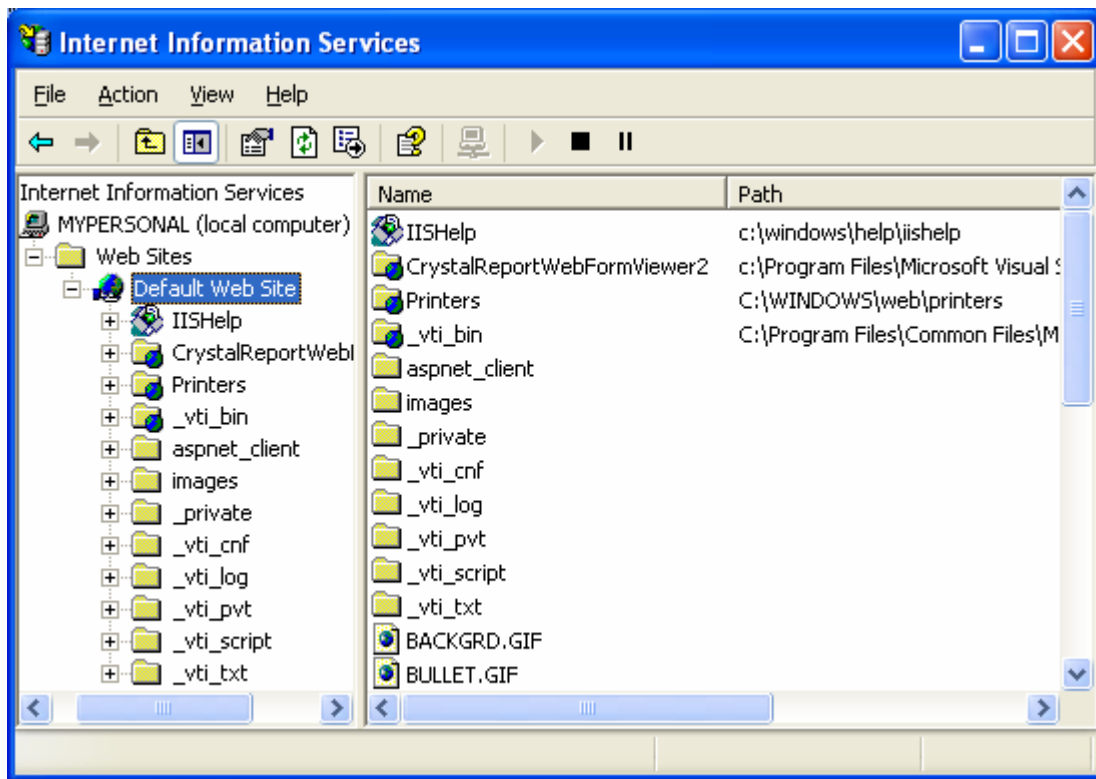 Internet Information Services
File Action View Help
Internet Information Services
MYPERSONAL (local computer)
Web Sites
Default Web Site
IISHelp
CrystalReportWebl
Printers
_vti_bin
aspnet_client
images
_private
_vti_cnf
_vti_log
_vti_pvt
_vti_script
_vti_txt
Name Path
IISHelp c:\windows\help\iishelp
CrystalReportWebFormViewer2 c:\Program Files\Microsoft Visual
Printers C:\WINDOWS\web\printers
_vti_bin C:\Program Files\Common Files\M
aspnet_client
images
_private
_vti_cnf
_vti_log
_vti_pvt
_vti_script
_vti_txt
BACKGRD.GIF
BULLET.GIF